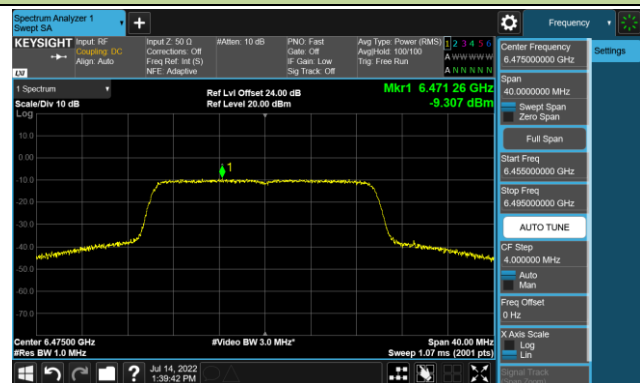 Spectrum Analyzer 1
Swept SA
Frequency
KEYSIGHT
Input: RF
Coupling: DC
Align: Auto
Input Z: 50 Ω
Corrections: Off
Freq Ref: Int (S)
NFE: Adaptive
#Atten: 10 dB
PNO: Fast
Gate: Off
IF Gain: Low
Sig Track: Off
Avg Type: Power (RMS)
Avg|Hold: 100/100
Trig: Free Run
1 2 3 4 5 6
A W W W W W
A N N N N N
LXI
1 Spectrum
Scale/Div 10 dB
Log
Ref Lvl Offset 24.00 dB
Ref Level 20.00 dBm
Mkr1 6.471 26 GHz
-9.307 dBm
10.0
0.00
-10.0
-20.0
-30.0
-40.0
-50.0
-60.0
-70.0
1
Center 6.47500 GHz
#Res BW 1.0 MHz
#Video BW 3.0 MHz*
Span 40.00 MHz
Sweep 1.07 ms (2001 pts)
Jul 14, 2022
1:39:42 PM
Center Frequency
6.475000000 GHz
Settings
Span
40.0000000 MHz
Swept Span
Zero Span
Full Span
Start Freq
6.455000000 GHz
Stop Freq
6.495000000 GHz
AUTO TUNE
CF Step
4.000000 MHz
Auto
Man
Freq Offset
0 Hz
X Axis Scale
Log
Lin
Signal Track